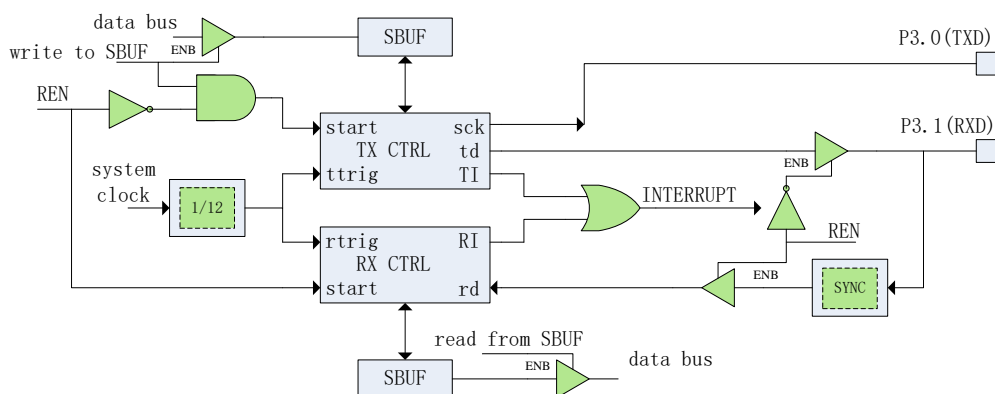 data bus
SBUF
P3.0(TXD)
ENB
write to SBUF
REN
P3.1(RXD)
start
sck
TX CTRL
td
ENB
system
clock
ttrig
TI
INTERRUPT
1/12
REN
rtrig
RI
RX CTRL
ENB
start
rd
SYNC
read from SBUF
data bus
ENB
SBUF